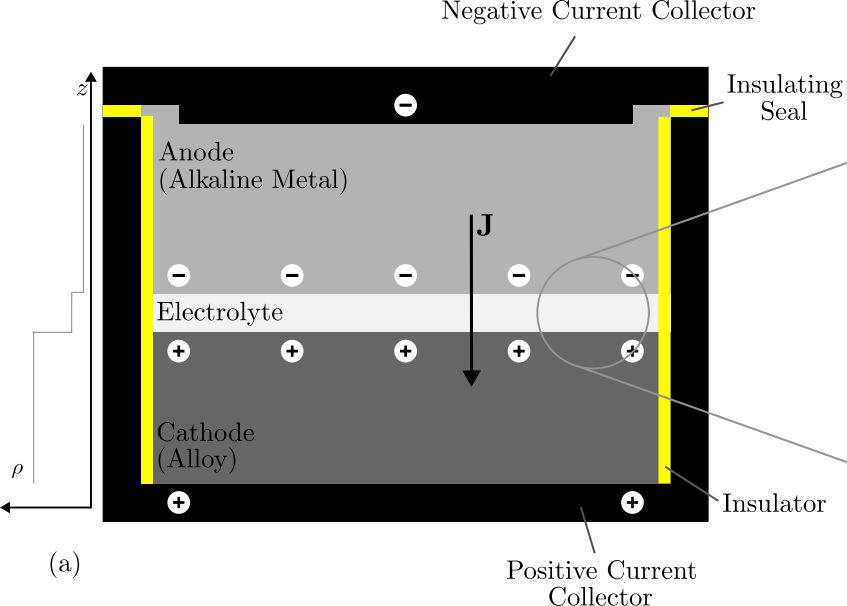 Negative Current Collector
z
Insulating
Seal
−
Anode
(Alkaline Metal)
J
− − − − −
Electrolyte
+ + + + +
Cathode
(Alloy)
ρ
+ +
Insulator
(a)
Positive Current
Collector